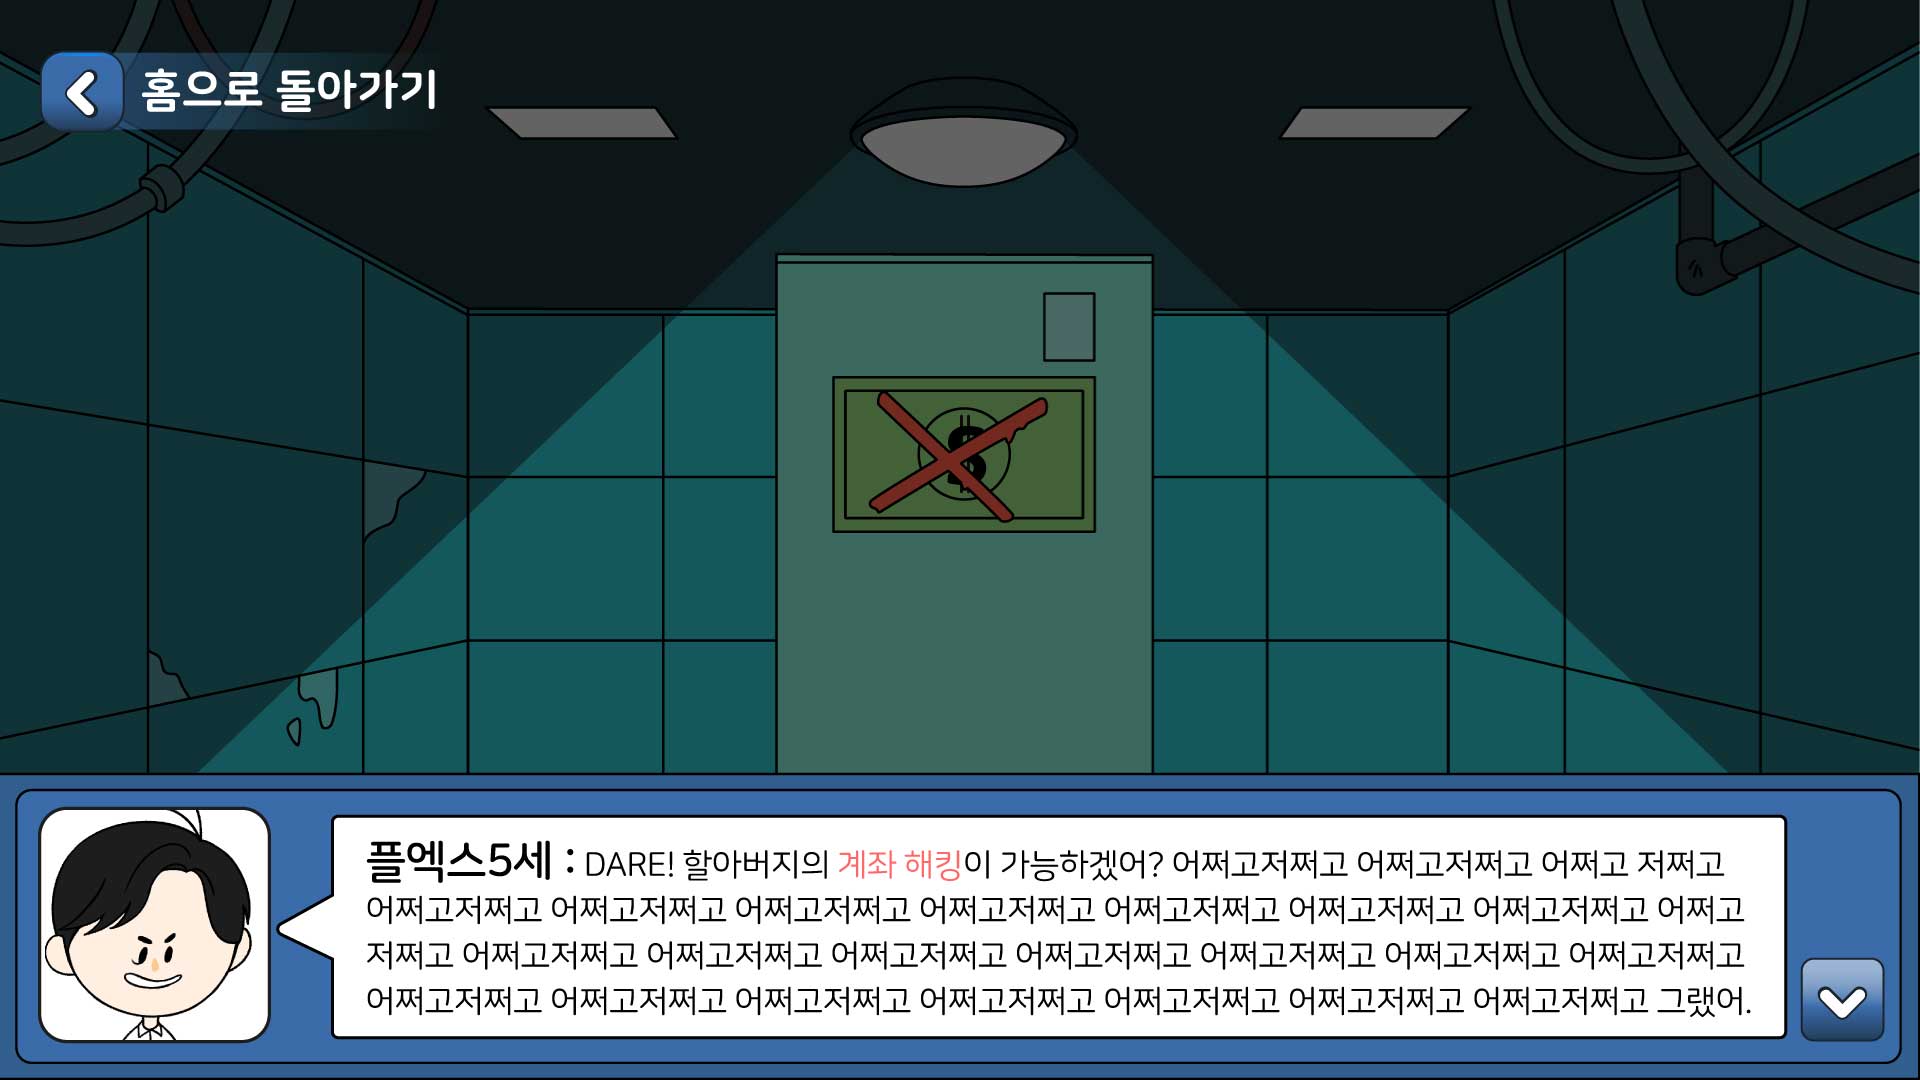 홈으로 돌아가기
$
플엑스5세 : DARE! 할아버지의 계좌 해킹이 가능하겠어? 어쩌고저쩌고 어쩌고저쩌고 어쩌고 저쩌고
어쩌고저쩌고 어쩌고저쩌고 어쩌고저쩌고 어쩌고저쩌고 어쩌고저쩌고 어쩌고저쩌고 어쩌고저쩌고 어쩌고
저쩌고 어쩌고저쩌고 어쩌고저쩌고 어쩌고저쩌고 어쩌고저쩌고 어쩌고저쩌고 어쩌고저쩌고 어쩌고저쩌고
어쩌고저쩌고 어쩌고저쩌고 어쩌고저쩌고 어쩌고저쩌고 어쩌고저쩌고 어쩌고저쩌고 어쩌고저쩌고 그랬어.